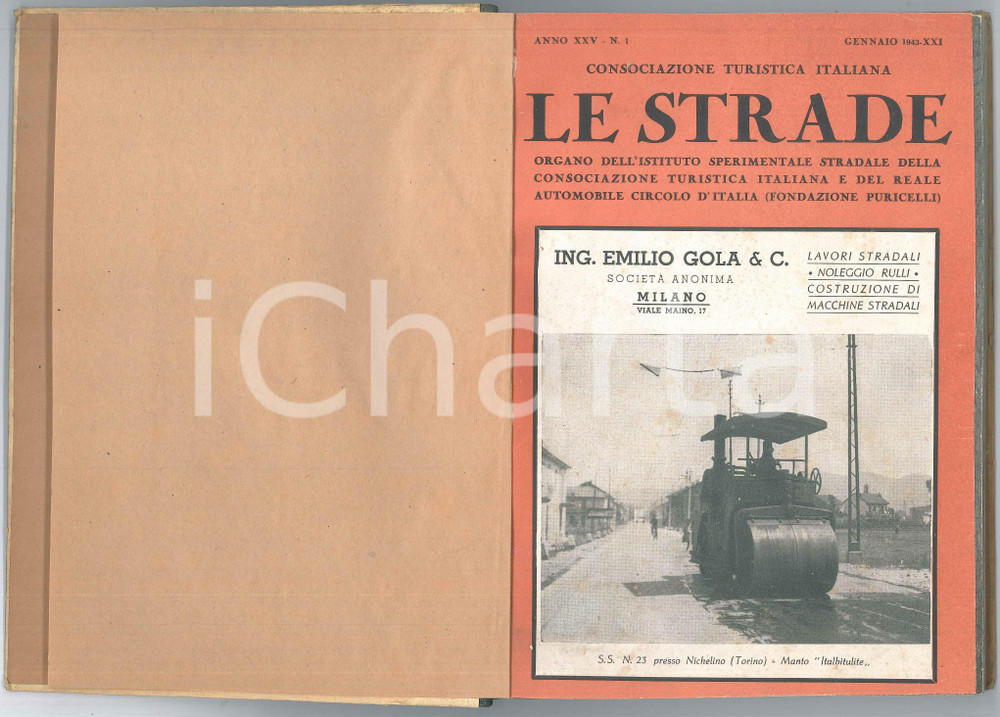 ANNO XXV - N. 1
GENNAIO 1943-XXI
CONSOCIAZIONE TURISTICA ITALIANA
LE STRADE
ORGANO DELL'ISTITUTO SPERIMENTALE STRADALE DELLA
CONSOCIAZIONE TURISTICA ITALIANA E DEL REALE
AUTOMOBILE CIRCOLO D'ITALIA (FONDAZIONE PURICELLI)
ING. EMILIO GOLA & C.
SOCIETÀ ANONIMA
MILANO
VIALE MAINO, 17
LAVORI STRADALI
• NOLEGGIO RULLI •
COSTRUZIONE DI
MACCHINE STRADALI
iCharta
S.S. N. 23 presso Nichelino (Torino) - Manto "Italbitulite„